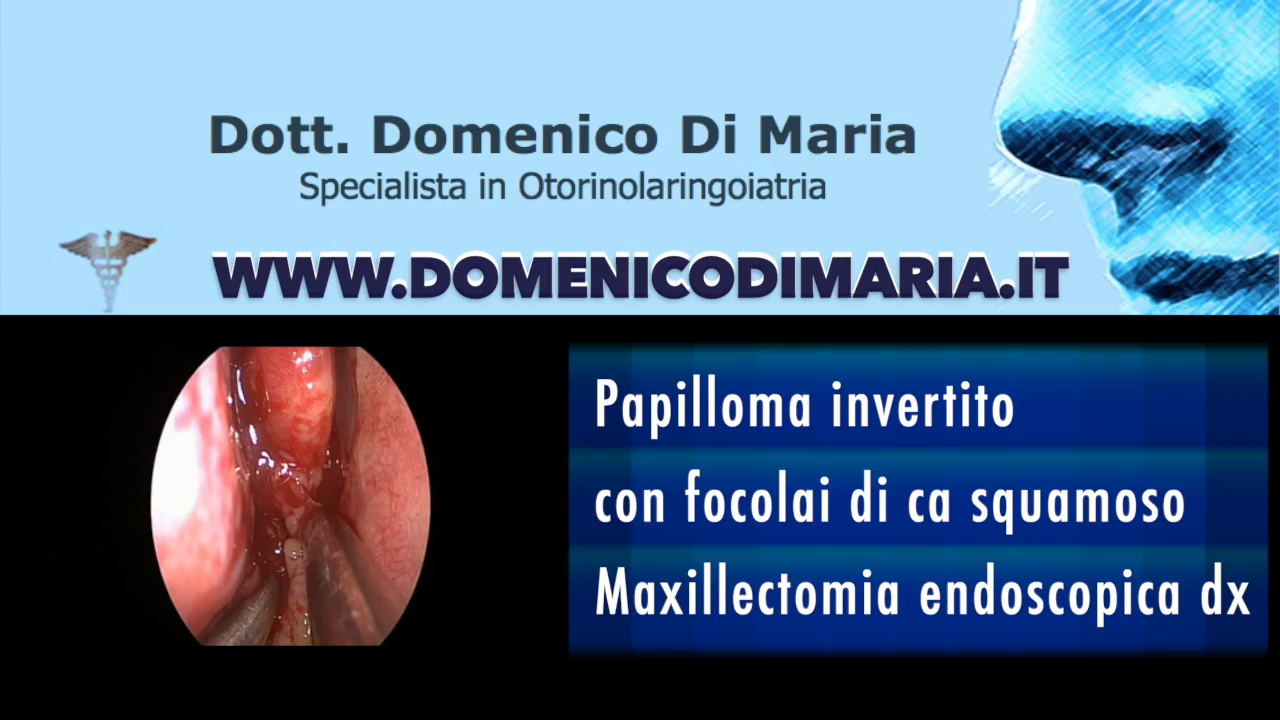 Dott. Domenico Di Maria
Specialista in Otorinolaringoiatria
WWW.DOMENICODIMARIA.IT
Papilloma invertito
con focolai di ca squamoso
Maxillectomia endoscopica dx